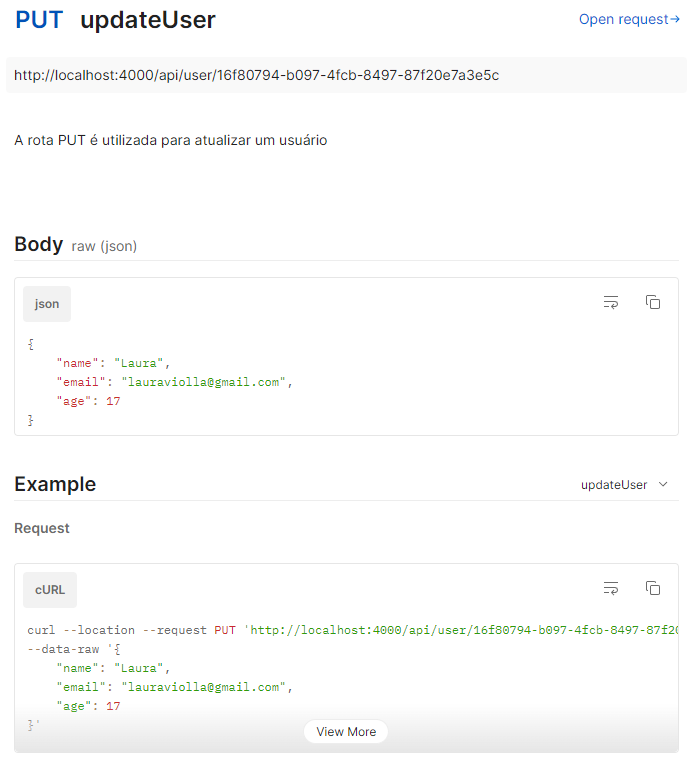 PUT updateUser
Open request→
http://localhost:4000/api/user/16f80794-b097-4fcb-8497-87f20e7a3e5c
A rota PUT é utilizada para atualizar um usuário
Body raw (json)
json
{
    "name": "Laura",
    "email": "lauraviolla@gmail.com",
    "age": 17
}
Example
updateUser
Request
cURL
curl --location --request PUT 'http://localhost:4000/api/user/16f80794-b097-4fcb-8497-87f20
--data-raw '{
    "name": "Laura",
    "email": "lauraviolla@gmail.com",
    "age": 17
}'
View More